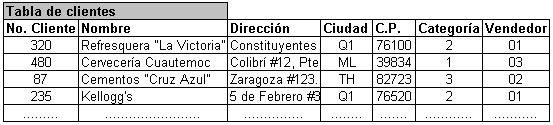 Tabla de clientes
No. Cliente Nombre Dirección Ciudad C.P. Categoría Vendedor
320 Refresquera "La Victoria" Constituyentes Q1 76100 2 01
480 Cervecería Cuautemoc Colibrí #12, Pte ML 39834 1 03
87 Cementos "Cruz Azul" Zaragoza #123. TH 82723 3 02
235 Kellogg's 5 de Febrero #3 Q1 76520 2 01
......... ........................ ................... ......... ......... ......... .........